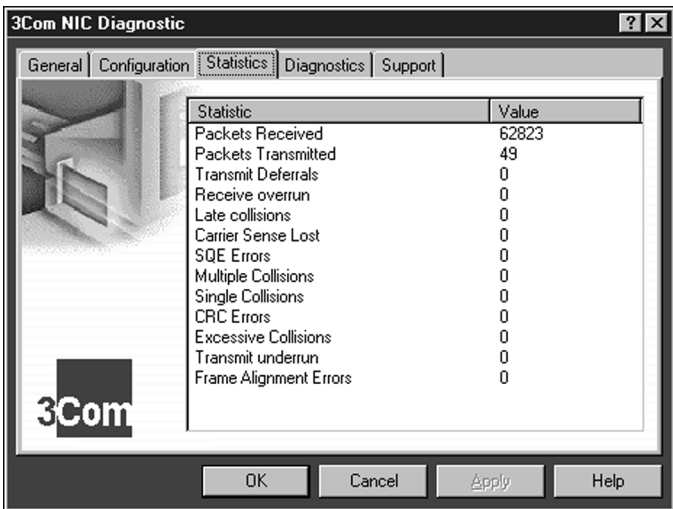 3Com NIC Diagnostic
General Configuration Statistics Diagnostics Support
Statistic Value
Packets Received 62823
Packets Transmitted 49
Transmit Deferrals 0
Receive overrun 0
Late collisions 0
Carrier Sense Lost 0
SQE Errors 0
Multiple Collisions 0
Single Collisions 0
CRC Errors 0
Excessive Collisions 0
Transmit underrun 0
Frame Alignment Errors 0
3Com
OK Cancel Apply Help